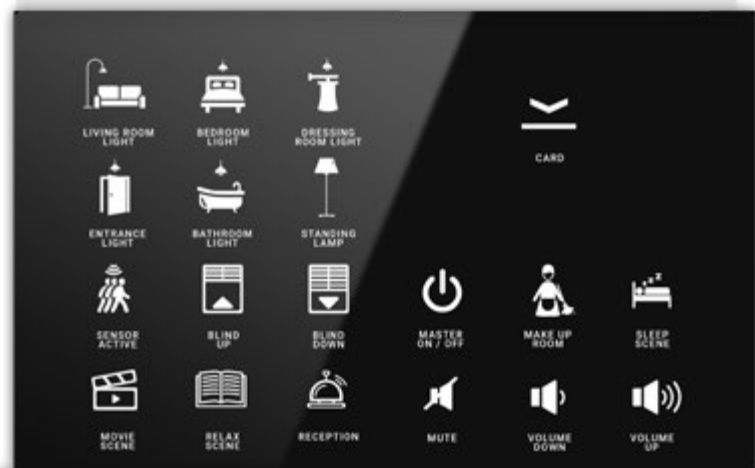 LIVING ROOM
LIGHT
BEDROOM
LIGHT
DRESSING
ROOM LIGHT
CARD
ENTRANCE
LIGHT
BATHROOM
LIGHT
STANDING
LAMP
SENSOR
ACTIVE
BLIND
UP
BLIND
DOWN
MASTER
ON / OFF
MAKE UP
ROOM
SLEEP
SCENE
MOVIE
SCENE
RELAX
SCENE
RECEPTION
MUTE
VOLUME
DOWN
VOLUME
UP